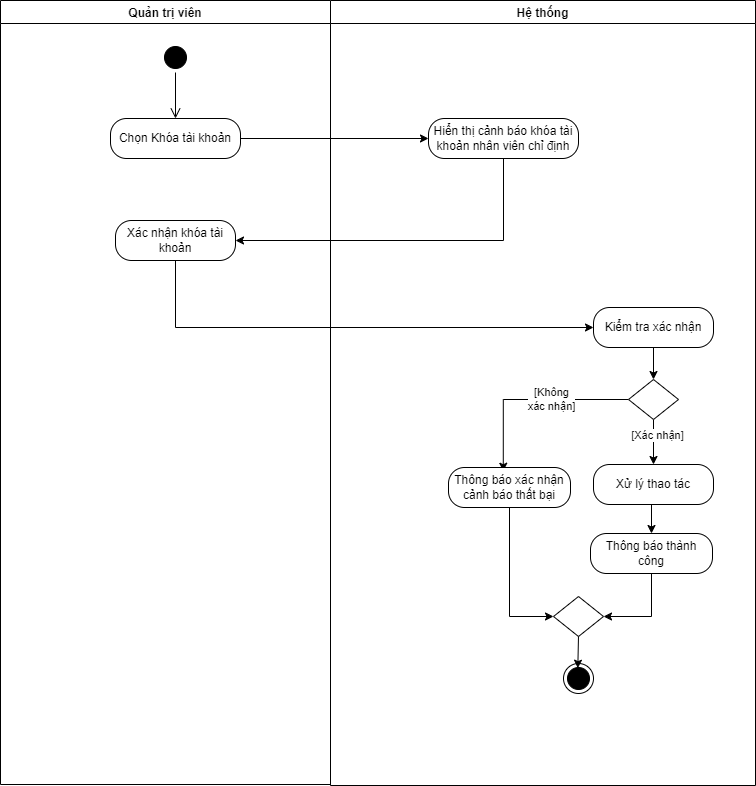 Quản trị viên
Hệ thống
Chọn Khóa tài khoản
Hiển thị cảnh báo khóa tài
khoản nhân viên chỉ định
Xác nhận khóa tài
khoản
Kiểm tra xác nhận
[Không
xác nhận]
[Xác nhận]
Thông báo xác nhận
cảnh báo thất bại
Xử lý thao tác
Thông báo thành
công